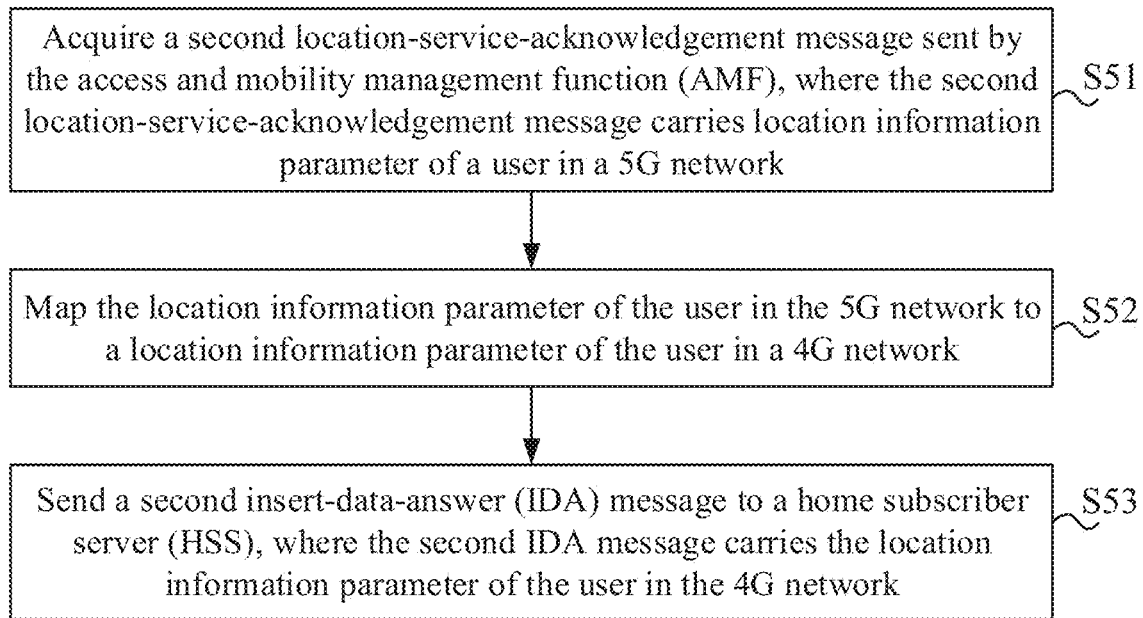 Acquire a second location-service-acknowledgement message sent by
the access and mobility management function (AMF), where the second
location-service-acknowledgement message carries location information
parameter of a user in a 5G network
S51
Map the location information parameter of the user in the 5G network to
a location information parameter of the user in a 4G network
S52
Send a second insert-data-answer (IDA) message to a home subscriber
server (HSS), where the second IDA message carries the location
information parameter of the user in the 4G network
S53